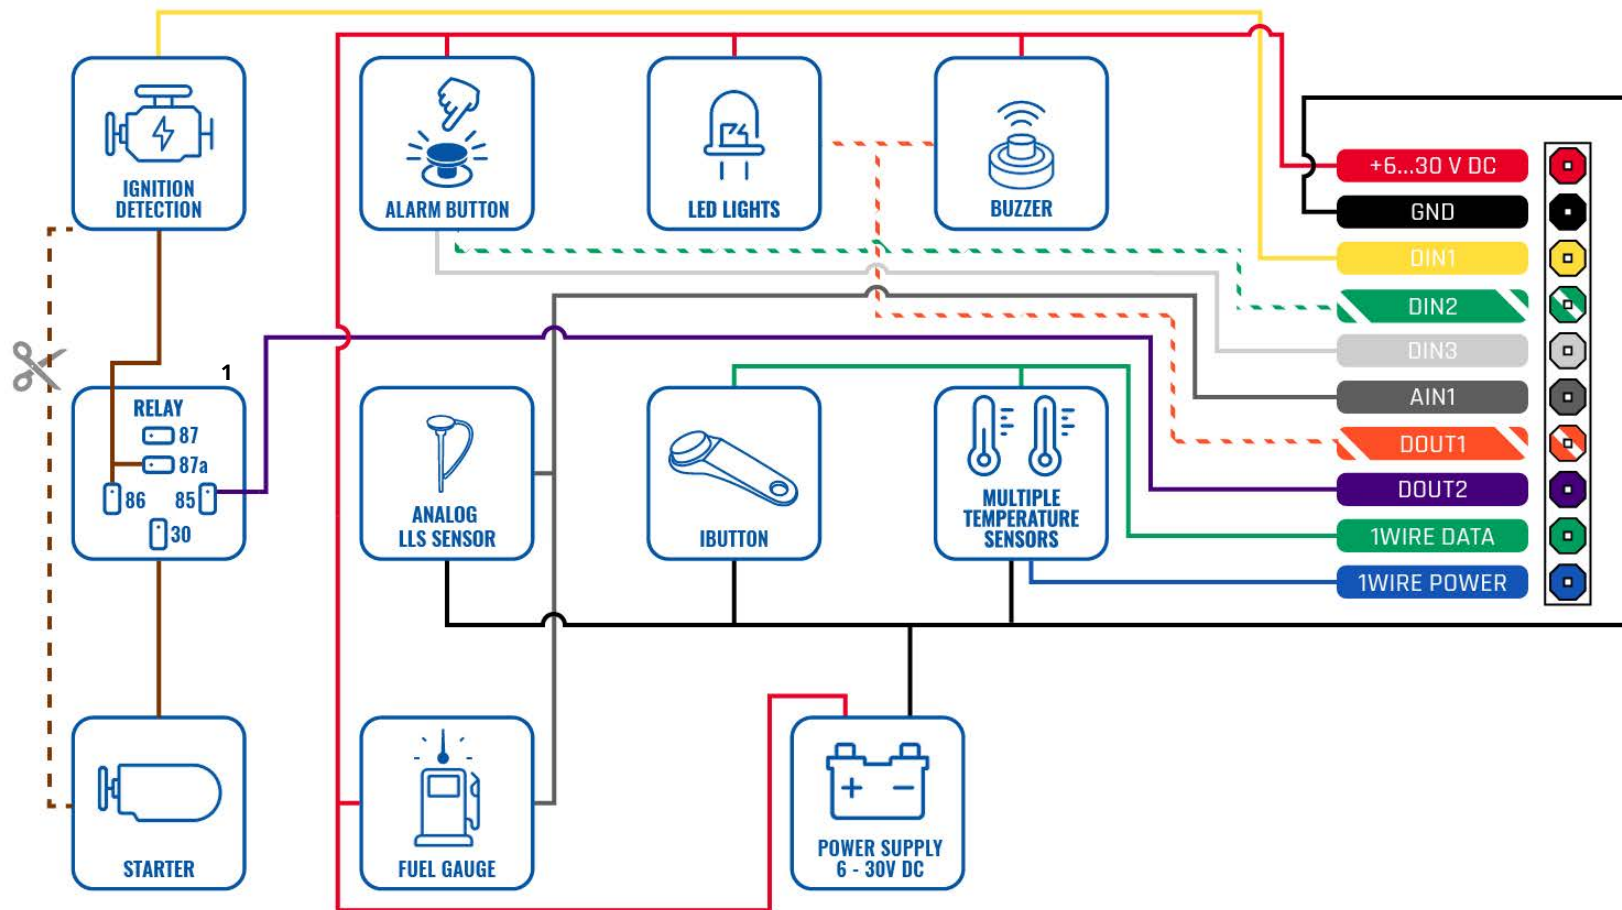 IGNITION
DETECTION
ALARM BUTTON
LED LIGHTS
BUZZER
+6...30 V DC
GND
DIN1
DIN2
DIN3
AIN1
DOUT1
DOUT2
1WIRE DATA
1WIRE POWER
1
RELAY
87
87a
86
85
30
ANALOG
LLS SENSOR
IBUTTON
MULTIPLE
TEMPERATURE
SENSORS
STARTER
FUEL GAUGE
POWER SUPPLY
6 - 30V DC